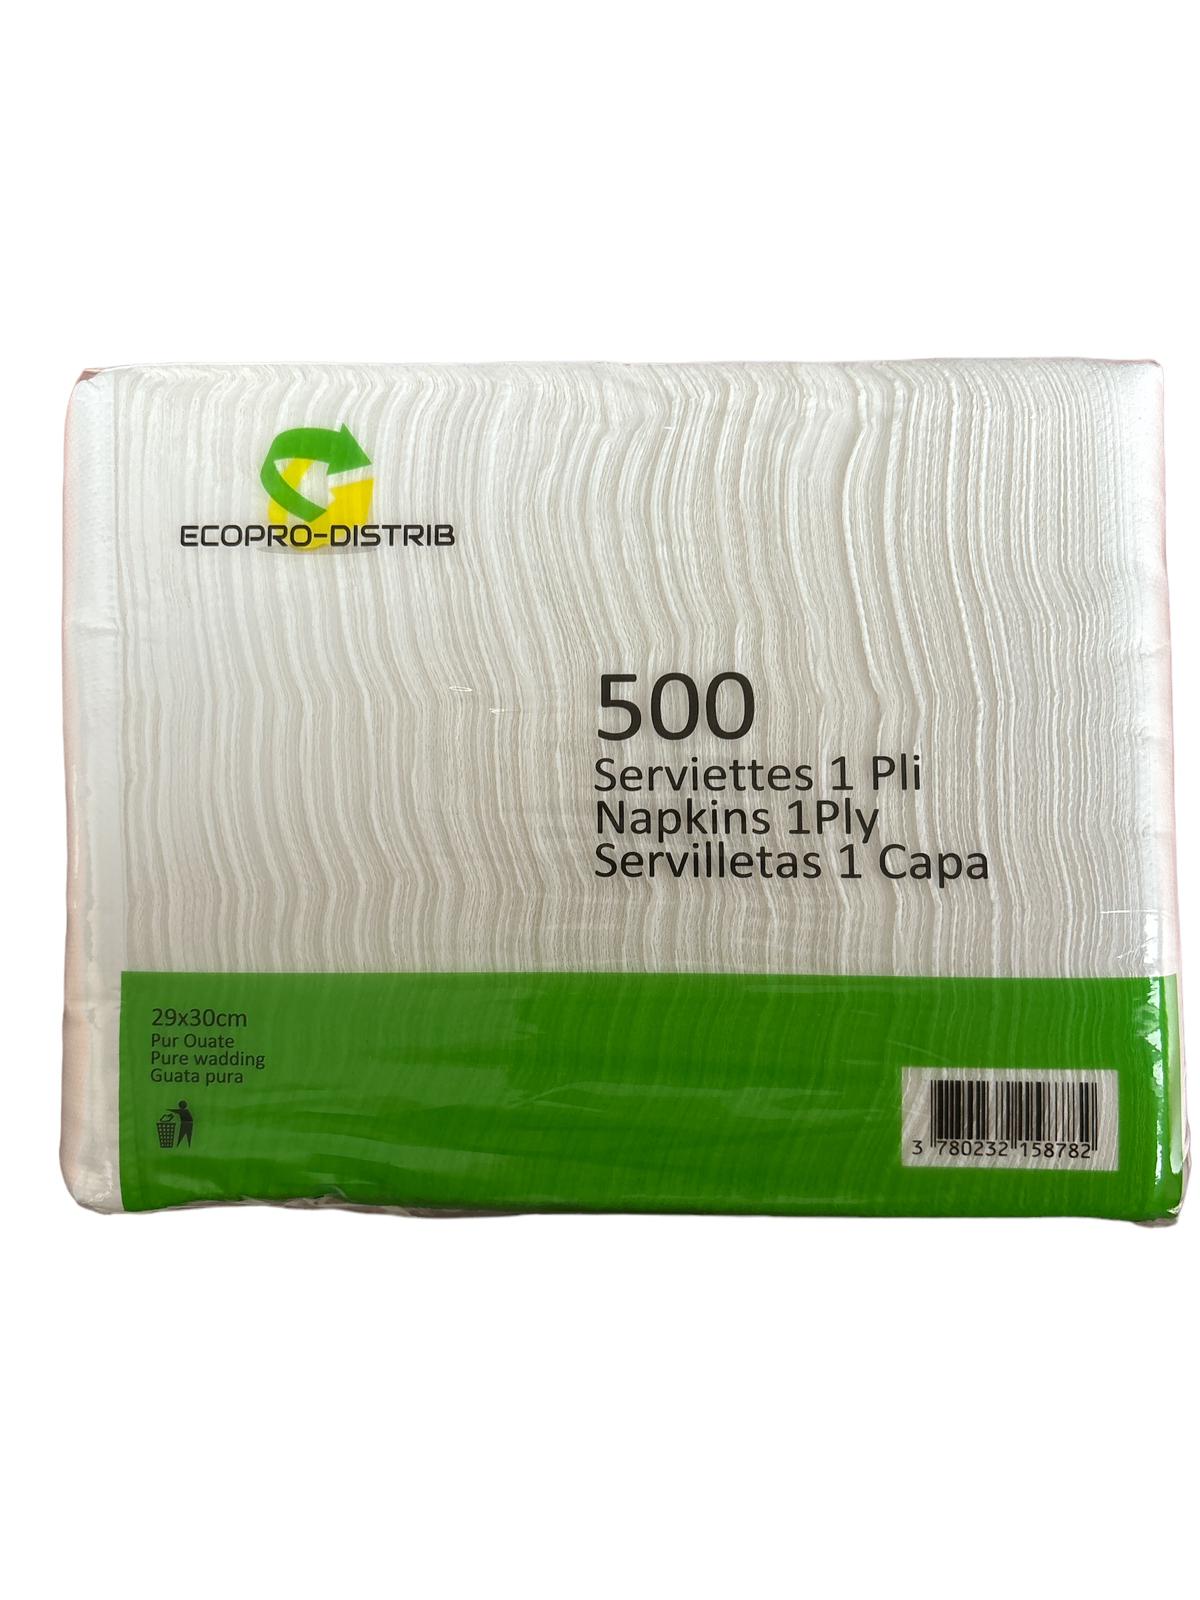 ECOPRO-DISTRIB
500
Serviettes 1 Pli
Napkins 1Ply
Servilletas 1 Capa
29x30cm
Pur Ouate
Pure wadding
Guata pura
3 780232 158782